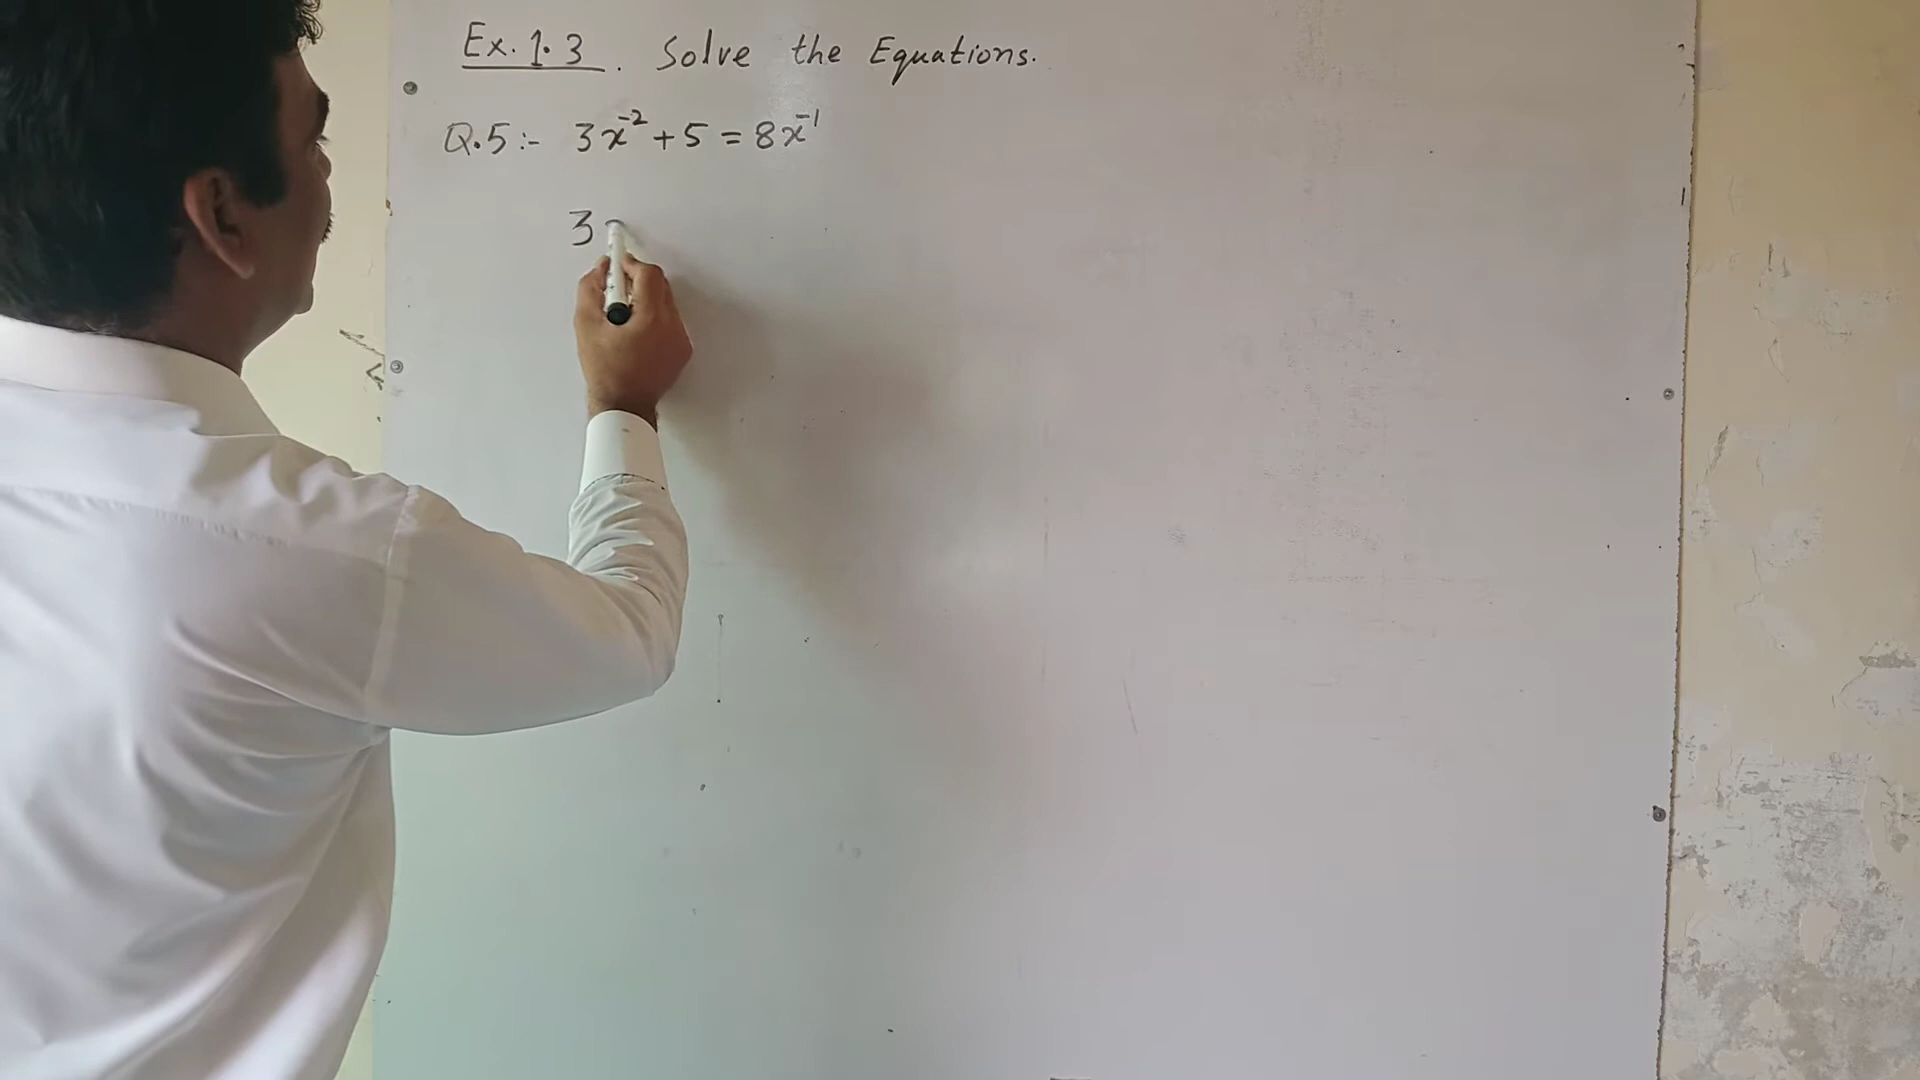 Ex. 1.3. Solve the Equations.
Q.5:- 3x⁻² + 5 = 8x⁻¹
3